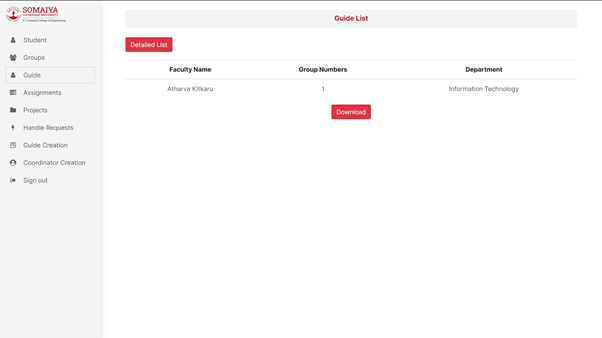 SOMAIYA
VIDYAVIHAR UNIVERSITY
K J Somaiya College of Engineering
Student
Groups
Guide
Assignments
Projects
Handle Requests
Guide Creation
Coordinator Creation
Sign out
Guide List
Detailed List
Faculty Name Group Numbers Department
Atharva Kitkaru 1 Information Technology
Download